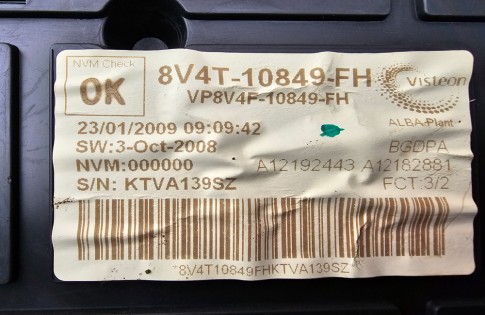 NVM Check
OK
8V4T-10849-FH
VP8V4F-10849-FH
Visteon
ALBA-Plant
23/01/2009 09:09:42
SW:3-Oct-2008
BGDPA
NVM:000000
A12192443 A12182881
S/N: KTVA139SZ
FCT:3/2
8V4T10849FHKTVA139SZ